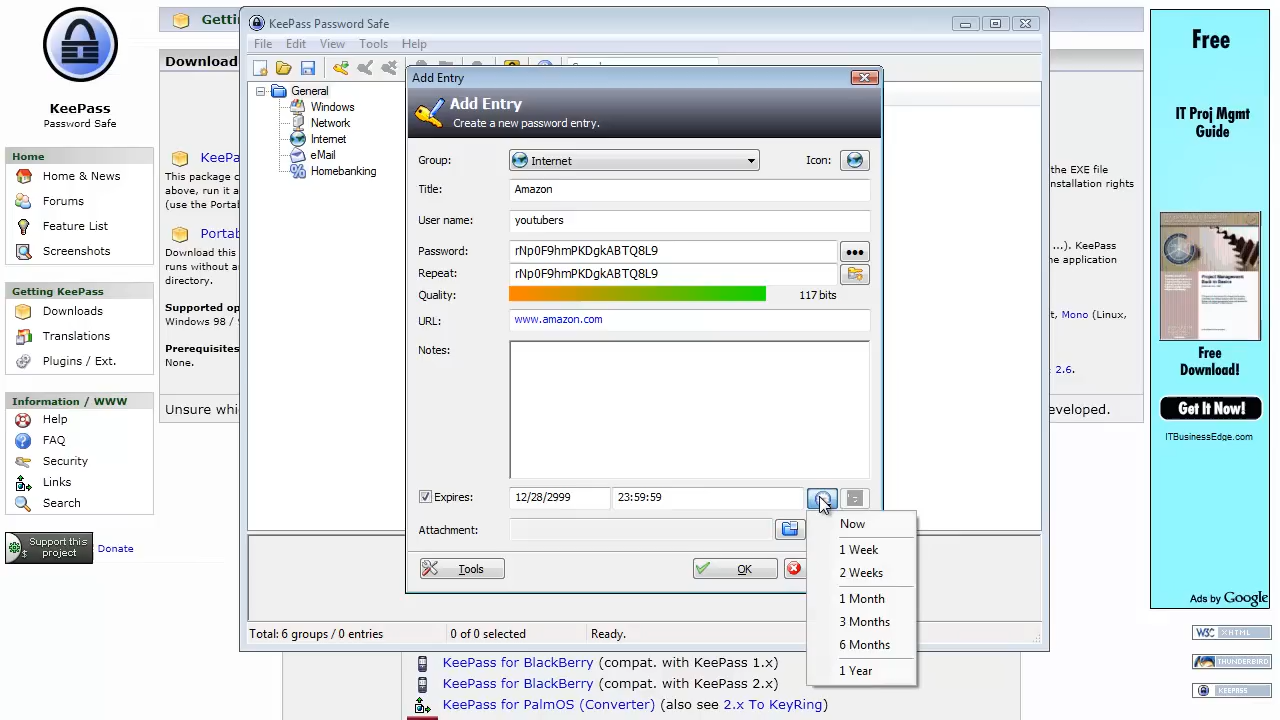 KeePass
Password Safe
Home
Home & News
Forums
Feature List
Screenshots
Getting KeePass
Downloads
Translations
Plugins / Ext.
Information / WWW
Help
FAQ
Security
Links
Search
Support this
project
Donate
Getti
Download
KeePa
This package c
above, run it a
(use the Portab
Portab
Download this
runs without a
directory.
Supported op
Windows 98 / 9
Prerequisites
None.
Unsure whic
KeePass Password Safe
File Edit View Tools Help
General
Windows
Network
Internet
eMail
Homebanking
Add Entry
Add Entry
Create a new password entry.
Group: Internet Icon:
Title: Amazon
User name: youtubers
Password: rNp0F9hmPKDgkABTQ8L9
Repeat: rNp0F9hmPKDgkABTQ8L9
Quality: 117 bits
URL: www.amazon.com
Notes:
Expires: 12/28/2999 23:59:59
Attachment:
Tools OK
Now
1 Week
2 Weeks
1 Month
3 Months
6 Months
1 Year
Total: 6 groups / 0 entries 0 of 0 selected Ready.
KeePass for BlackBerry (compat. with KeePass 1.x)
KeePass for BlackBerry (compat. with KeePass 2.x)
KeePass for PalmOS (Converter) (also see 2.x To KeyRing)
the EXE file
nstallation rights
...). KeePass
e application
t, Mono (Linux,
2.6.
eveloped.
Free
IT Proj Mgmt
Guide
Free
Download!
Get It Now!
ITBusinessEdge.com
Ads by Google
W3C XHTML
THUNDERBIRD
KEEPASS